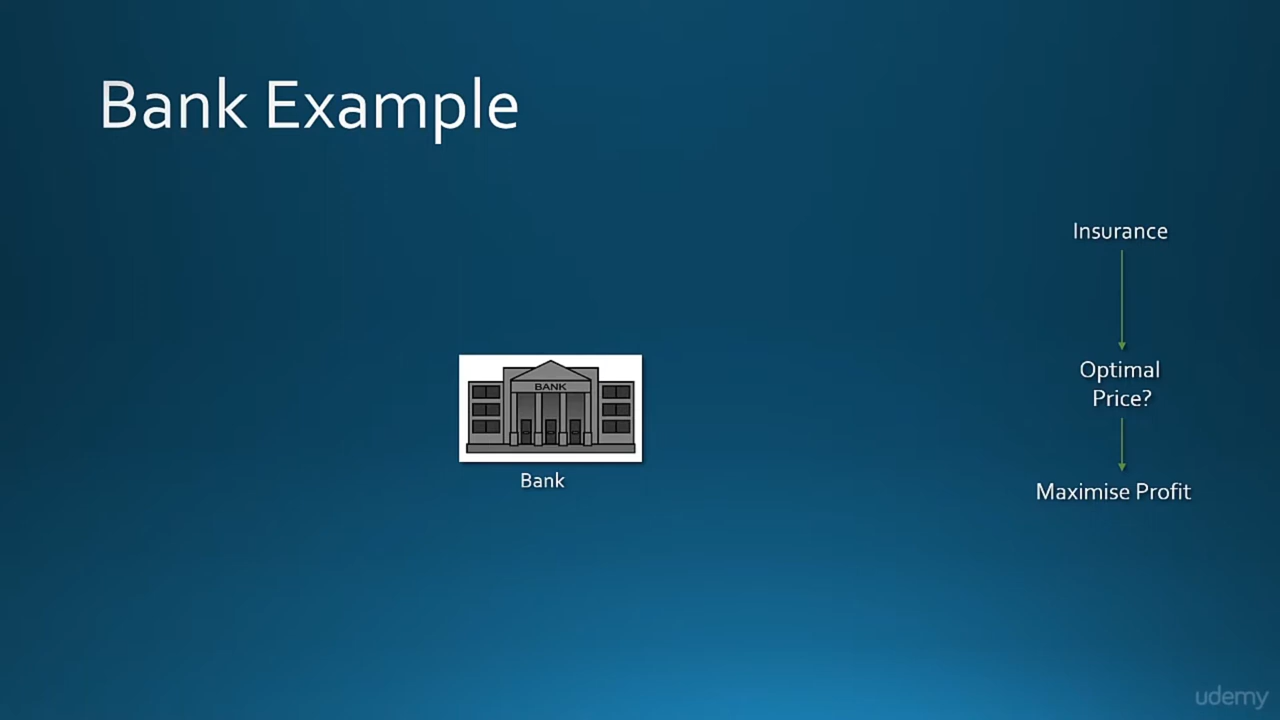 Bank Example
Insurance
Optimal
Price?
Maximise Profit
BANK
Bank
udemy